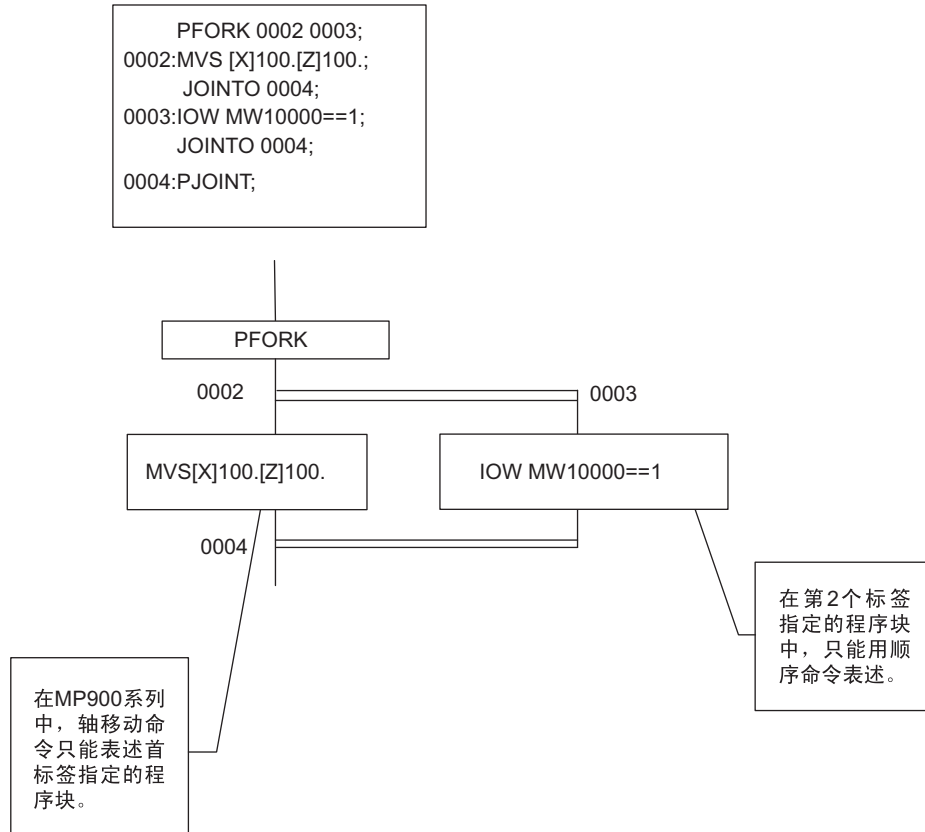 PFORK 0002 0003;
0002:MVS [X]100.[Z]100.;
JOINTO 0004;
0003:IOW MW10000==1;
JOINTO 0004;
0004:PJOINT;
PFORK
0002
0003
MVS[X]100.[Z]100.
IOW MW10000==1
0004
在第2个标签
指定的程序块
中，只能用顺
序命令表述。
在MP900系列
中，轴移动命
令只能表述首
标签指定的程
序块。